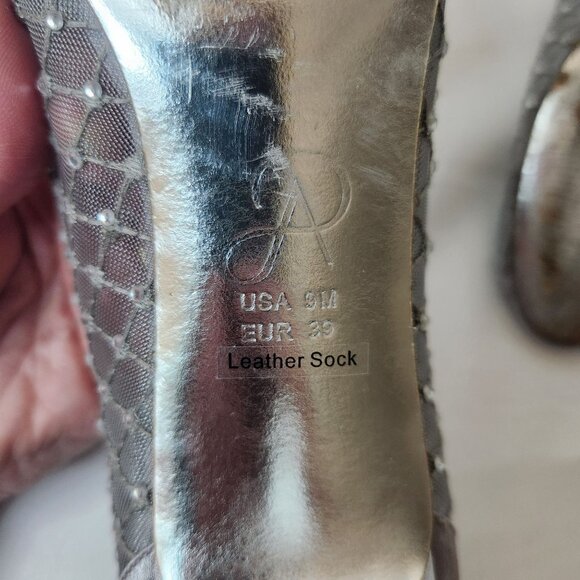 USA 9M
EUR 39
Leather Sock